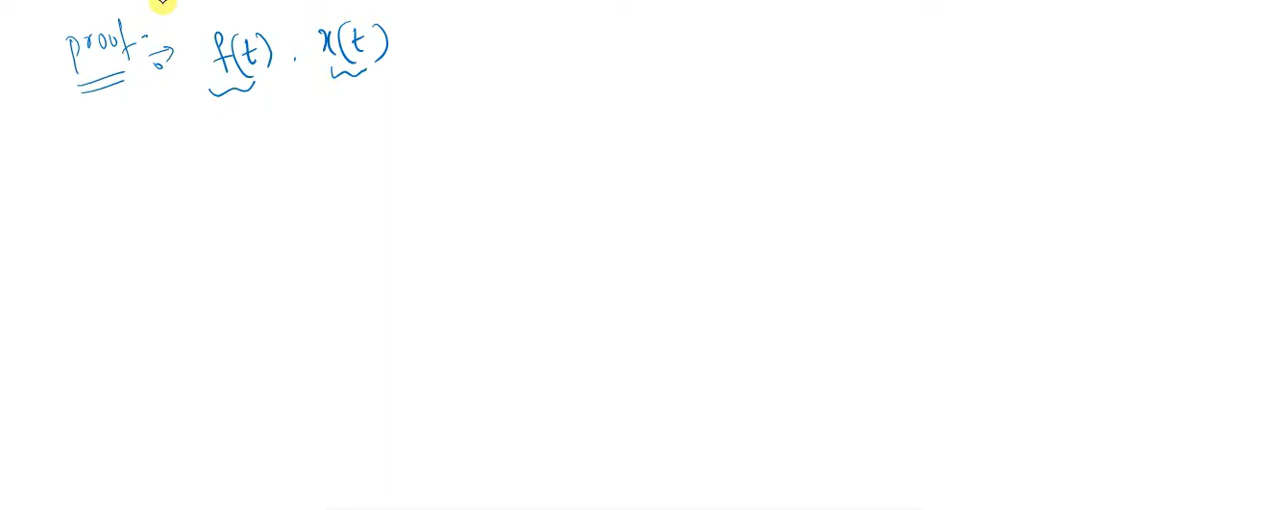 proof:- ⇒ f(t) . x(t)